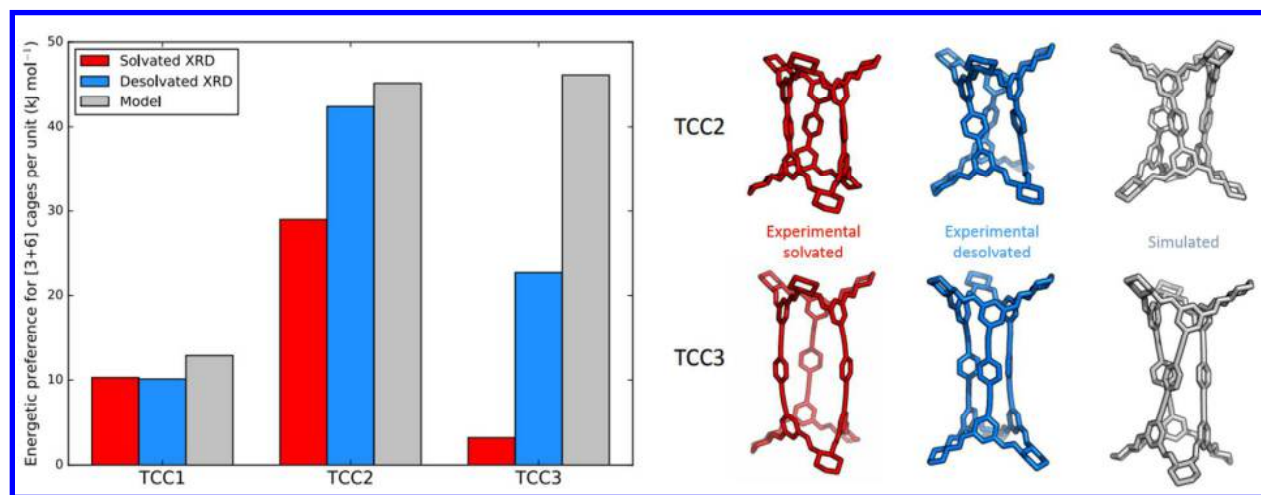 Energetic preference for [3+6] cages per unit (kJ mol⁻¹)
50
40
30
20
10
0
Solvated XRD
Desolvated XRD
Model
TCC1
TCC2
TCC3
TCC2
Experimental solvated
Experimental desolvated
Simulated
TCC3